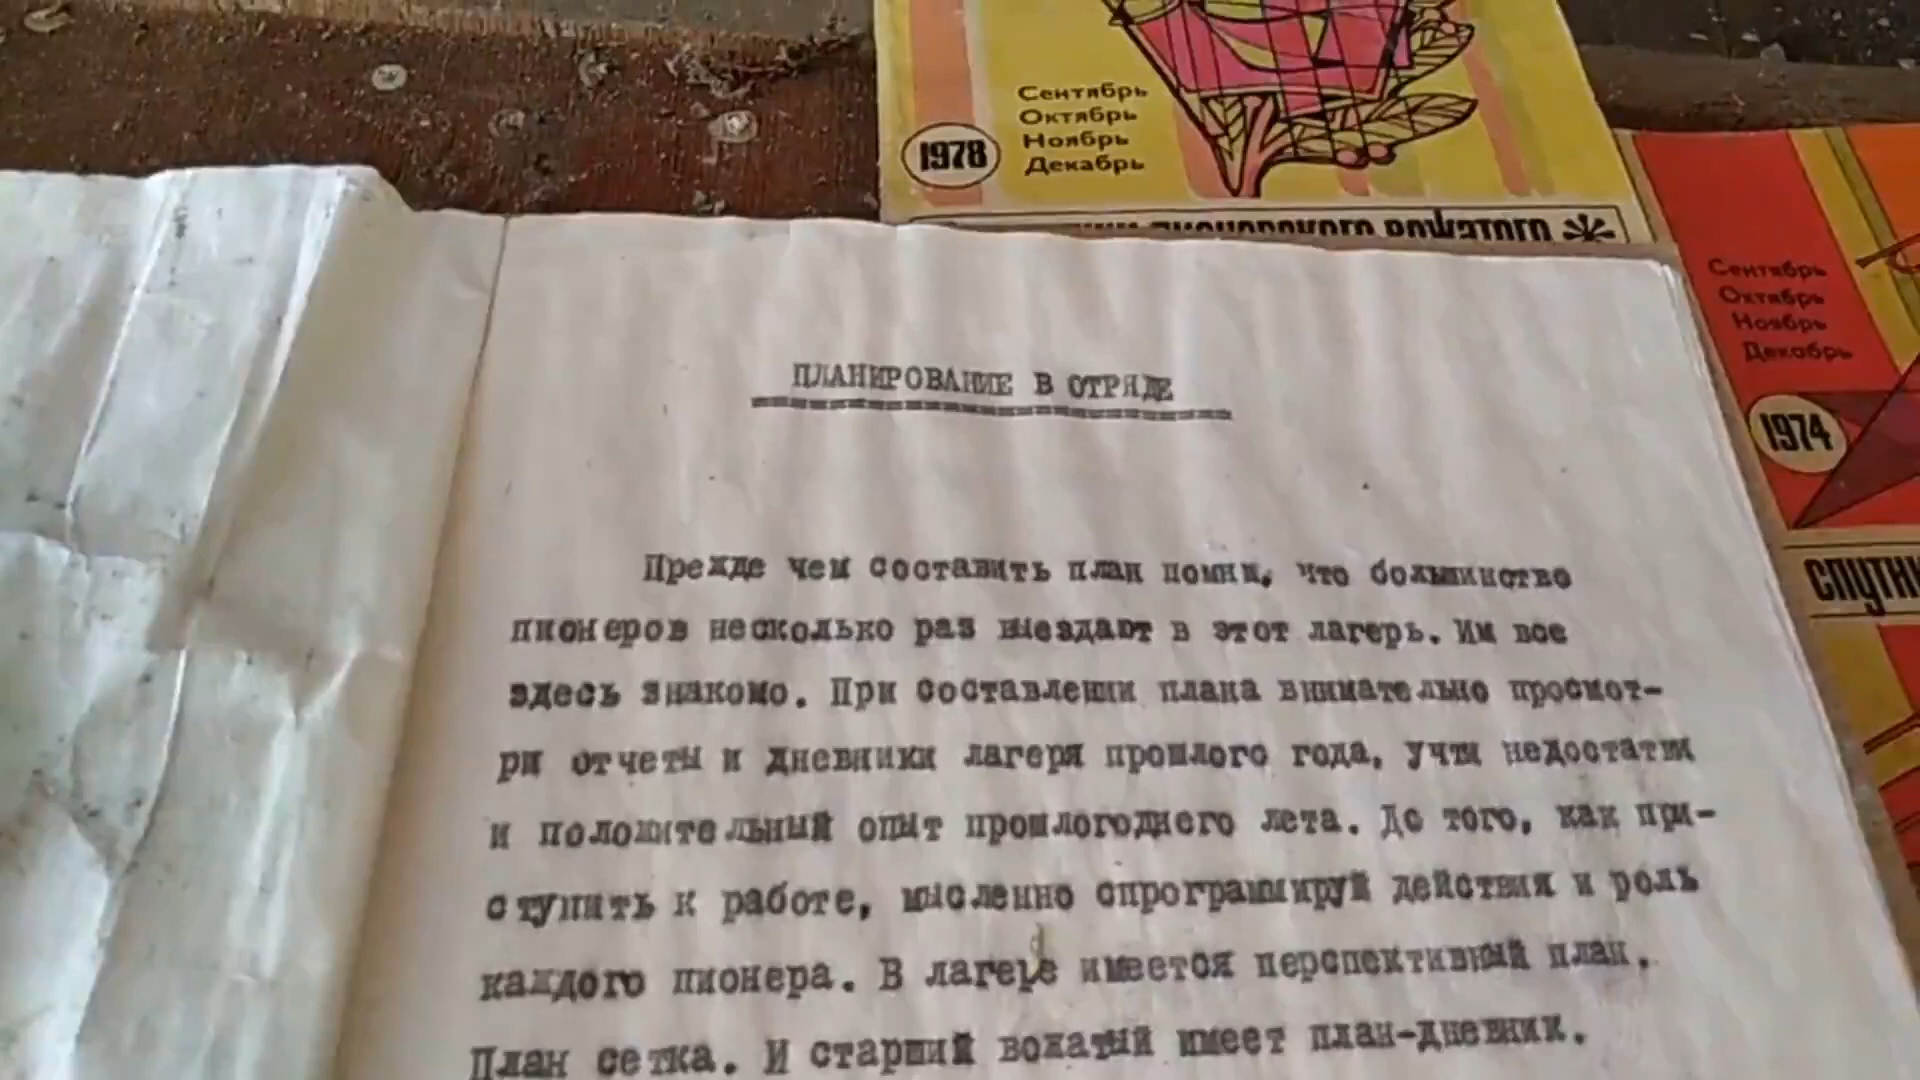 Сентябрь
Октябрь
Ноябрь
Декабрь
1978
пионерского вожатого
Сентябрь
Октябрь
Ноябрь
Декабрь
1974
ПЛАНИРОВАНИЕ В ОТРЯДЕ
Прежде чем составить план помни, что большинство
пионеров несколько раз выездают в этот лагерь. Им все
здесь знакомо. При составлении плана внимательно просмот-
ри отчеты и дневники лагеря прошлого года, учти недостатки
и положительный опыт прошлогоднего лета. До того, как при-
ступить к работе, мысленно спрограммируй действия и роль
каждого пионера. В лагере имеется перспективный план.
План сетка. И старший вожатый имеет план-дневник.